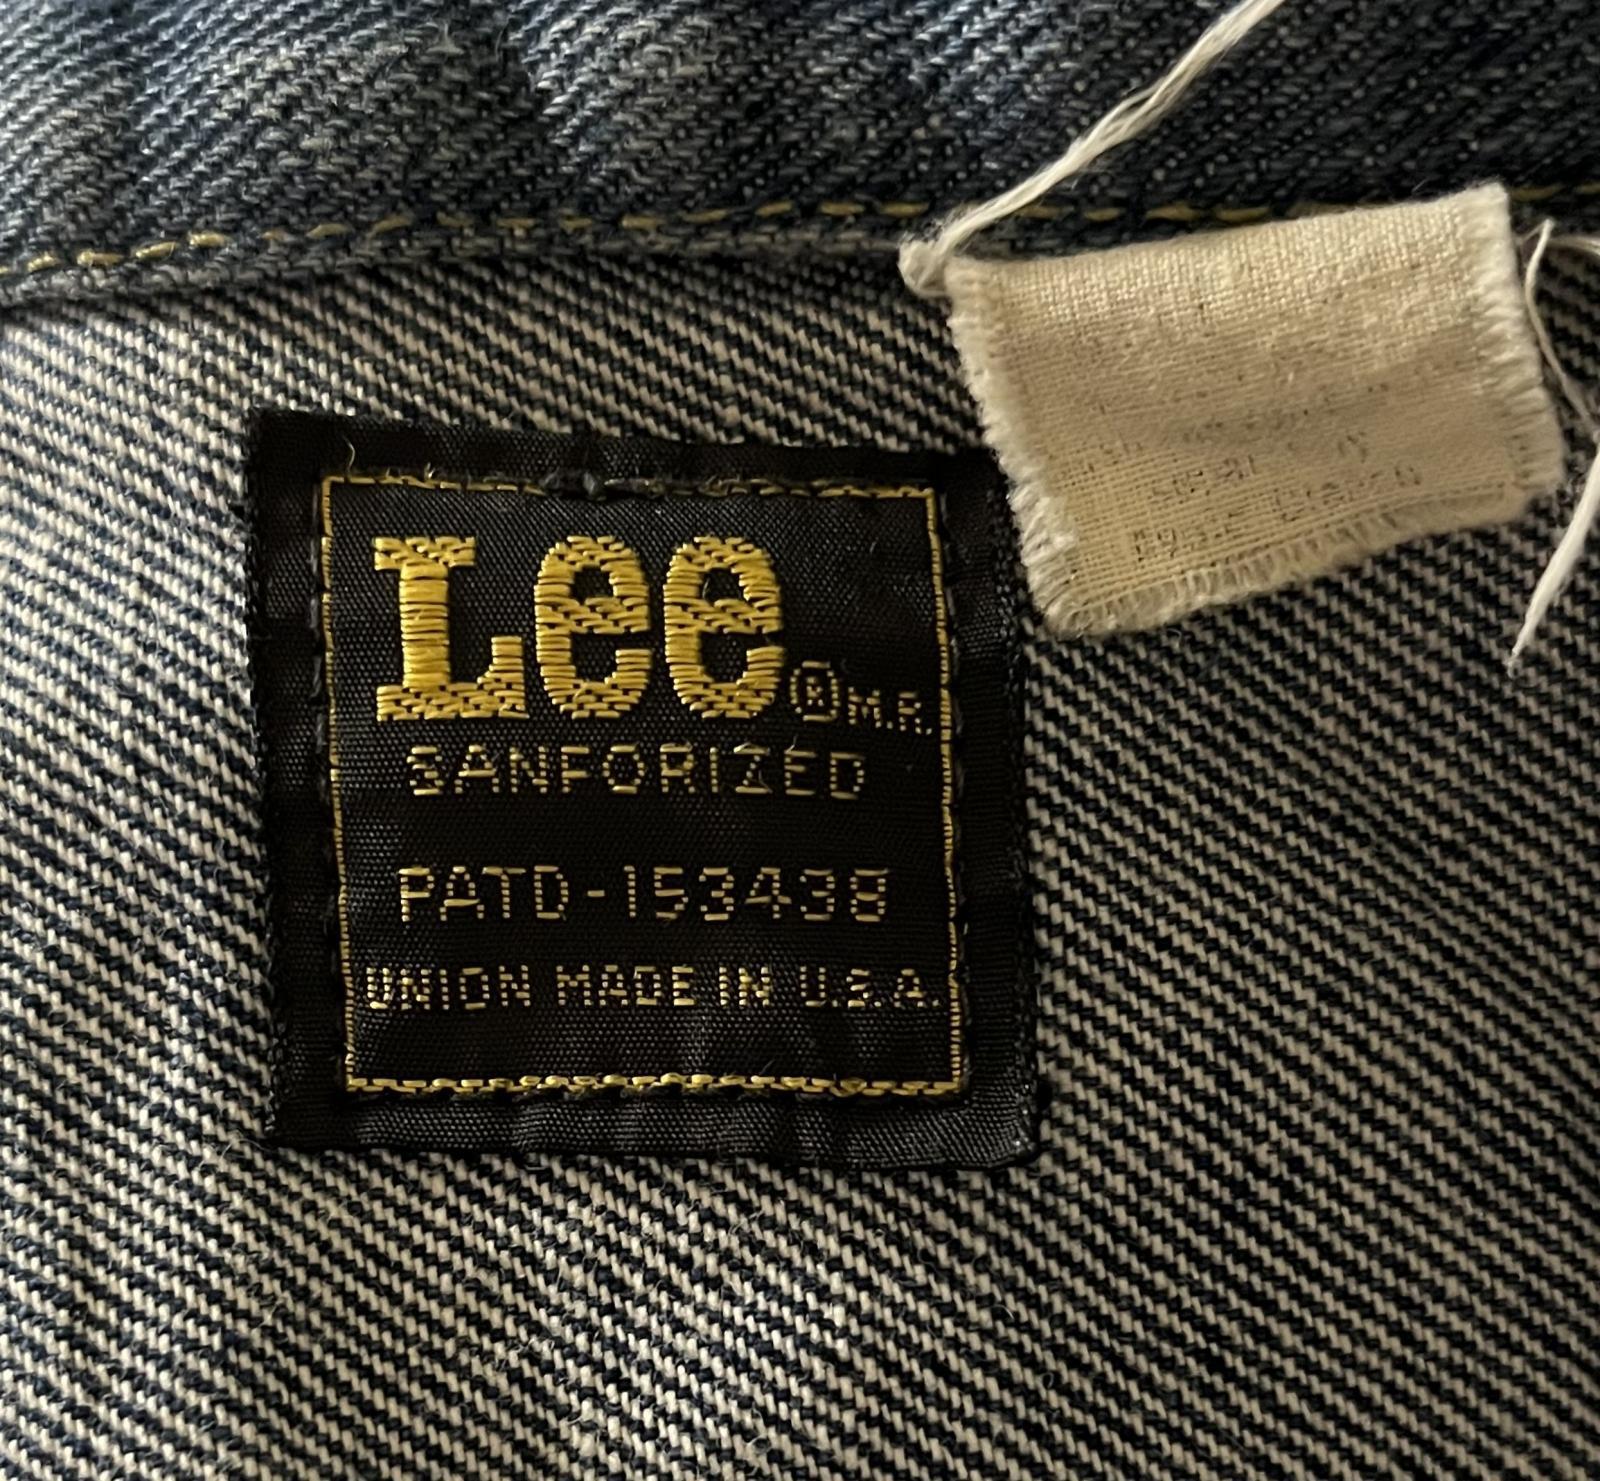 Lee® M.R.
SANFORIZED
PATD-153438
UNION MADE IN U.S.A.